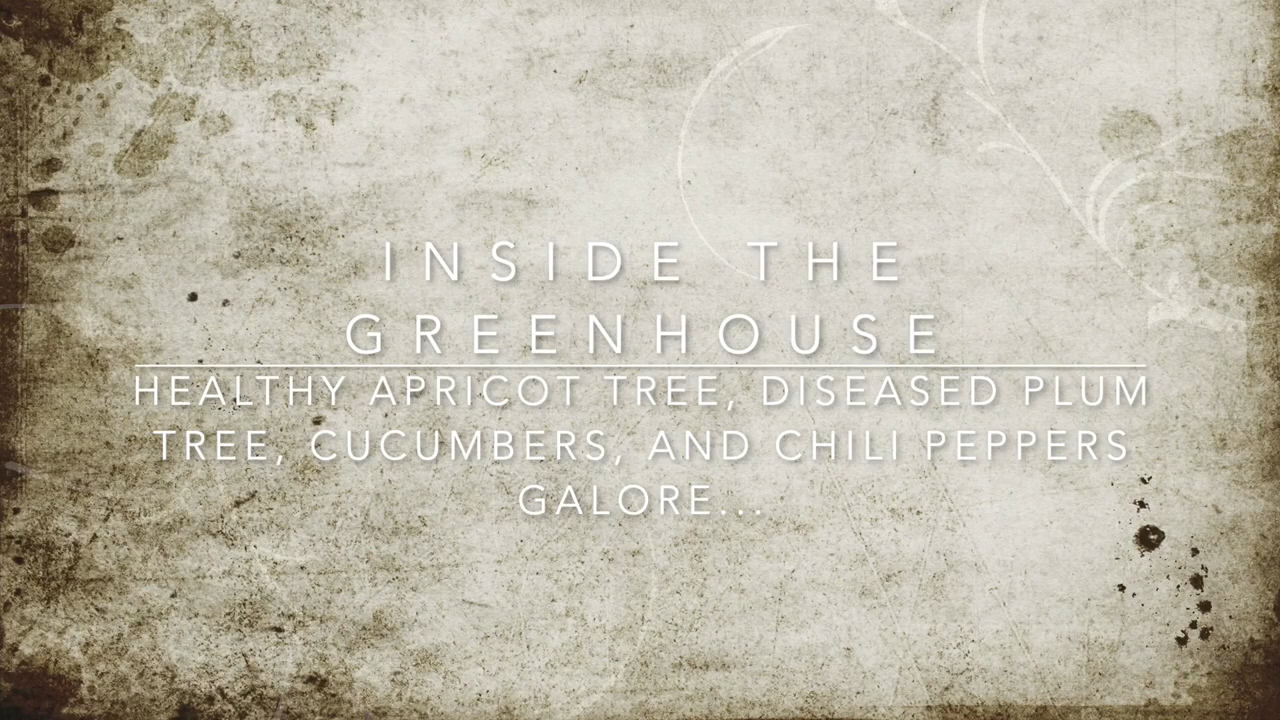 INSIDE THE
GREENHOUSE
HEALTHY APRICOT TREE, DISEASED PLUM
TREE, CUCUMBERS, AND CHILI PEPPERS
GALORE...